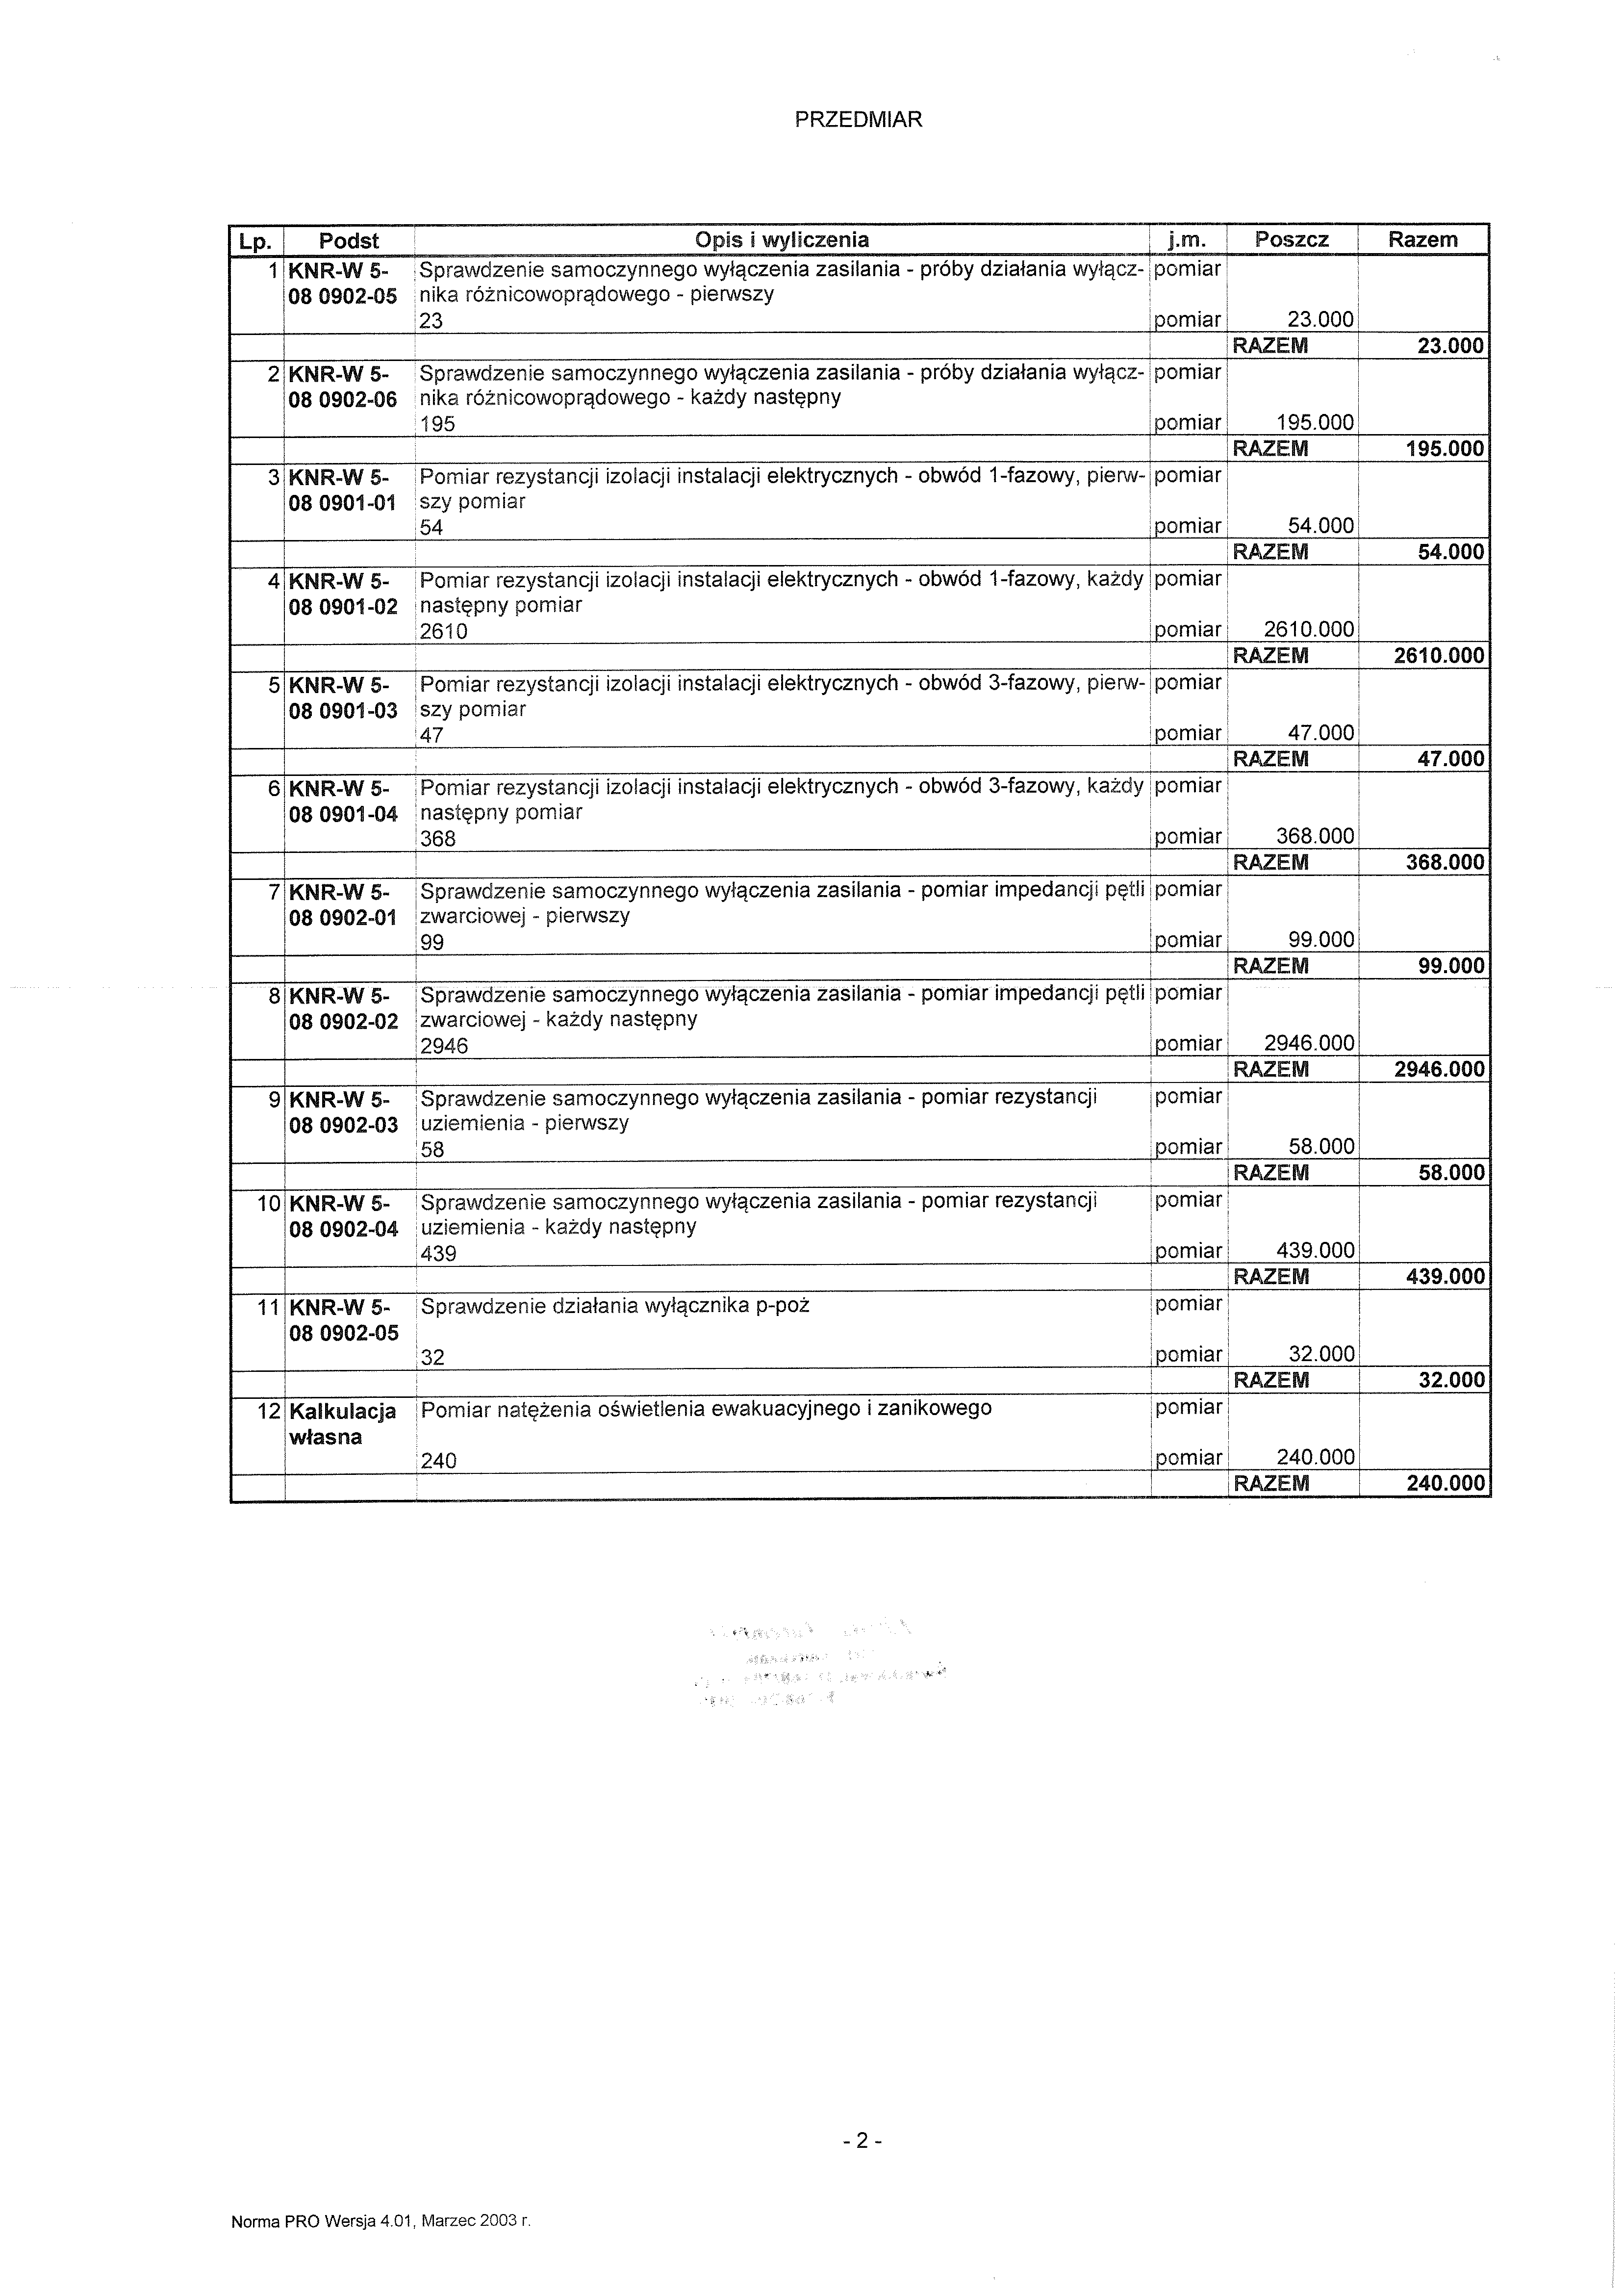 PRZEDMIAR
Lp. Podst Opis i wyliczenia j.m. Poszcz Razem
1 KNR-W 5- Sprawdzenie samoczynnego wyłączenia zasilania - próby działania wyłącz- pomiar
08 0902-05 nika różnicowoprądowego - pierwszy
23 pomiar 23.000
RAZEM 23.000
2 KNR-W 5- Sprawdzenie samoczynnego wyłączenia zasilania - próby działania wyłącz- pomiar
08 0902-06 nika różnicowoprądowego - każdy następny
195 pomiar 195.000
RAZEM 195.000
3 KNR-W 5- Pomiar rezystancji izolacji instalacji elektrycznych - obwód 1-fazowy, pierw- pomiar
08 0901-01 szy pomiar
54 pomiar 54.000
RAZEM 54.000
4 KNR-W 5- Pomiar rezystancji izolacji instalacji elektrycznych - obwód 1-fazowy, każdy pomiar
08 0901-02 następny pomiar
2610 pomiar 2610.000
RAZEM 2610.000
5 KNR-W 5- Pomiar rezystancji izolacji instalacji elektrycznych - obwód 3-fazowy, pierw- pomiar
08 0901-03 szy pomiar
47 pomiar 47.000
RAZEM 47.000
6 KNR-W 5- Pomiar rezystancji izolacji instalacji elektrycznych - obwód 3-fazowy, każdy pomiar
08 0901-04 następny pomiar
368 pomiar 368.000
RAZEM 368.000
7 KNR-W 5- Sprawdzenie samoczynnego wyłączenia zasilania - pomiar impedancji pętli pomiar
08 0902-01 zwarciowej - pierwszy
99 pomiar 99.000
RAZEM 99.000
8 KNR-W 5- Sprawdzenie samoczynnego wyłączenia zasilania - pomiar impedancji pętli pomiar
08 0902-02 zwarciowej - każdy następny
2946 pomiar 2946.000
RAZEM 2946.000
9 KNR-W 5- Sprawdzenie samoczynnego wyłączenia zasilania - pomiar rezystancji pomiar
08 0902-03 uziemienia - pierwszy
58 pomiar 58.000
RAZEM 58.000
10 KNR-W 5- Sprawdzenie samoczynnego wyłączenia zasilania - pomiar rezystancji pomiar
08 0902-04 uziemienia - każdy następny
439 pomiar 439.000
RAZEM 439.000
11 KNR-W 5- Sprawdzenie działania wyłącznika p-poż pomiar
08 0902-05
32 pomiar 32.000
RAZEM 32.000
12 Kalkulacja Pomiar natężenia oświetlenia ewakuacyjnego i zanikowego pomiar
własna
240 pomiar 240.000
RAZEM 240.000
- 2 -
Norma PRO Wersja 4.01, Marzec 2003 r.